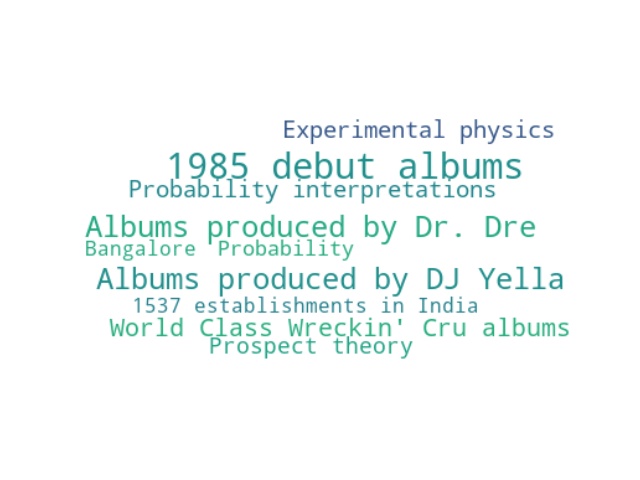 Experimental physics
1985 debut albums
Probability interpretations
Albums produced by Dr. Dre
Bangalore Probability
Albums produced by DJ Yella
1537 establishments in India
World Class Wreckin' Cru albums
Prospect theory